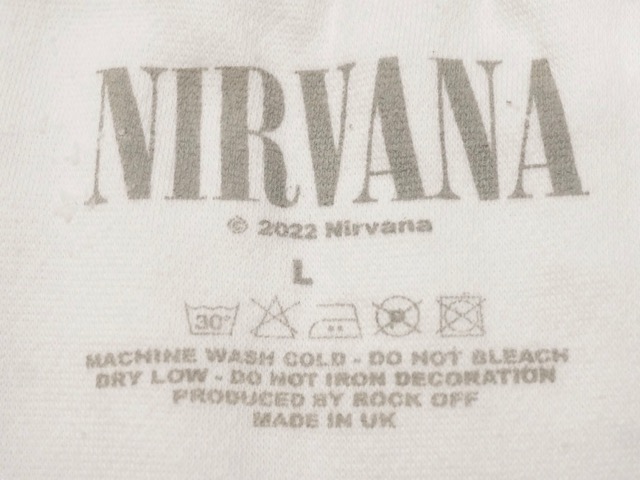 NIRVANA
© 2022 Nirvana
L
30°
P
MACHINE WASH COLD - DO NOT BLEACH
DRY LOW - DO NOT IRON DECORATION
PRODUCED BY ROCK OFF
MADE IN UK